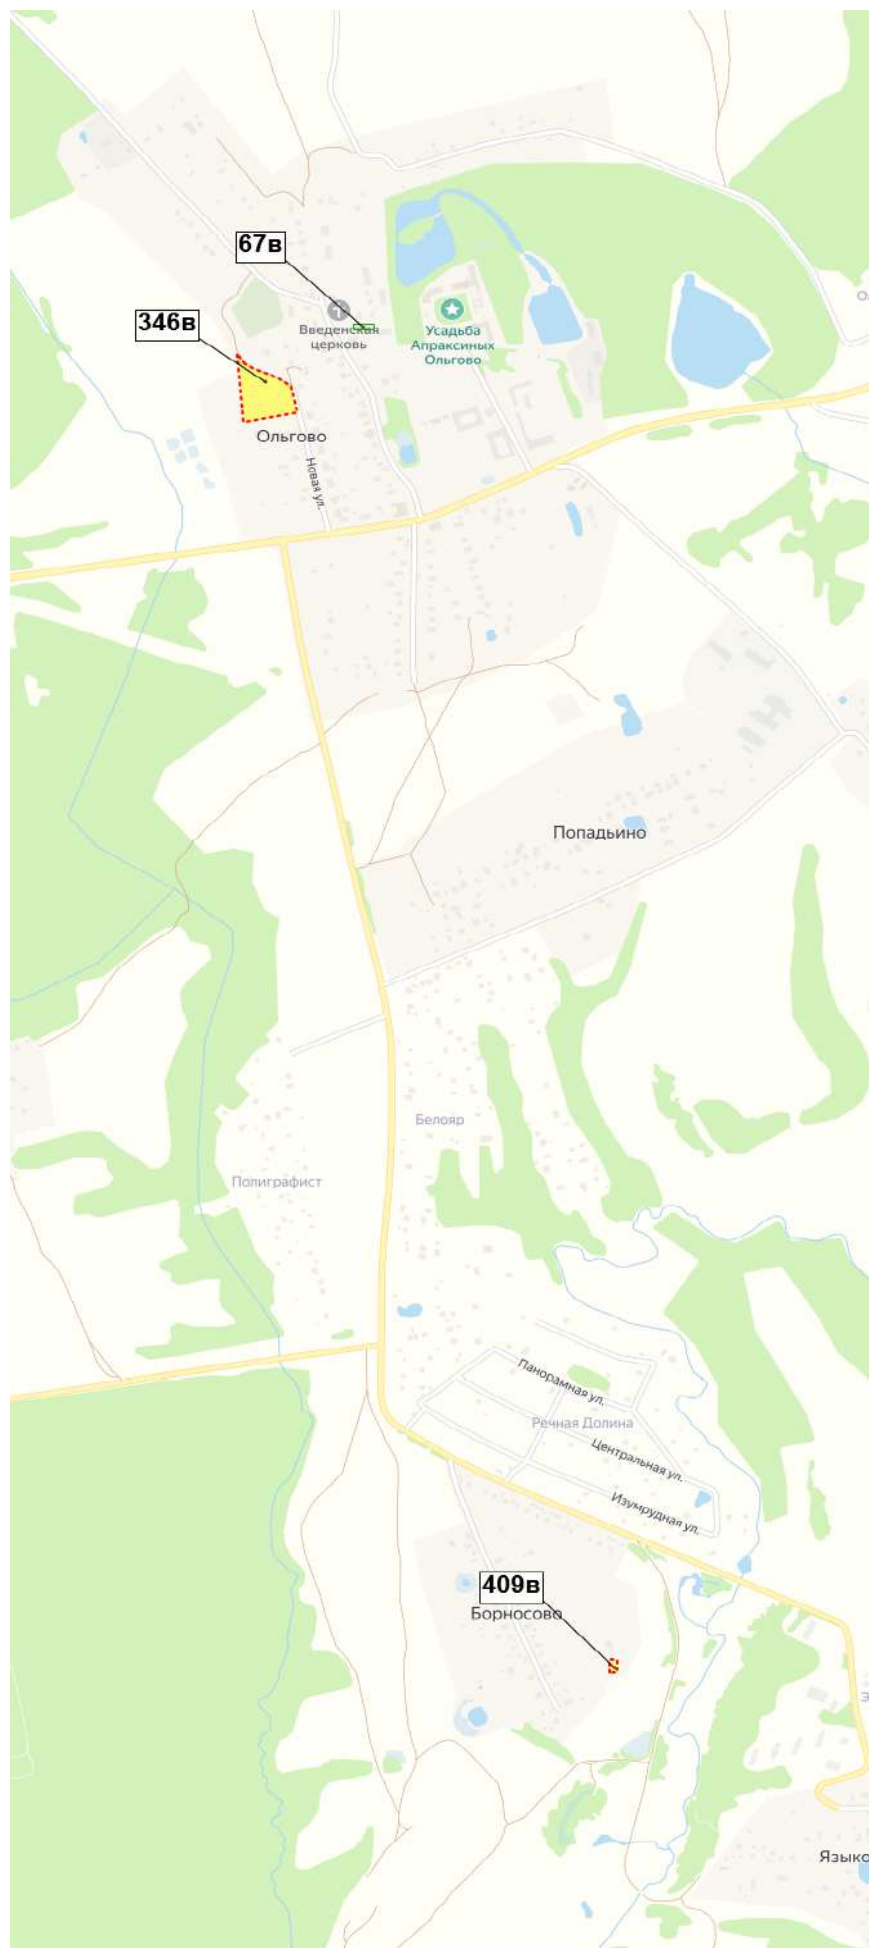 67в
346в
Введенская
церковь
Усадьба
Апраксиных
Ольгово
О
Ольгово
Новая ул.
Попадьино
Белояр
Полиграфист
Панорамная ул.
Речная Долина
Центральная ул.
Изумрудная ул.
409в
Борносово
Э
Языко